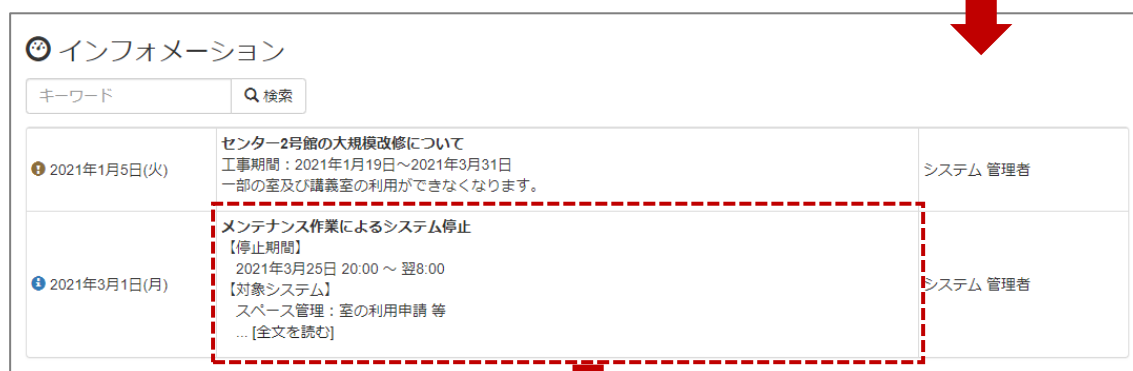 インフォメーション
キーワード
検索
2021年1月5日(火)
センター2号館の大規模改修について
工事期間：2021年1月19日～2021年3月31日
一部の室及び講義室の利用ができなくなります。
システム 管理者
2021年3月1日(月)
メンテナンス作業によるシステム停止
【停止期間】
2021年3月25日 20:00 ～ 翌8:00
【対象システム】
スペース管理：室の利用申請 等
... [全文を読む]
システム 管理者